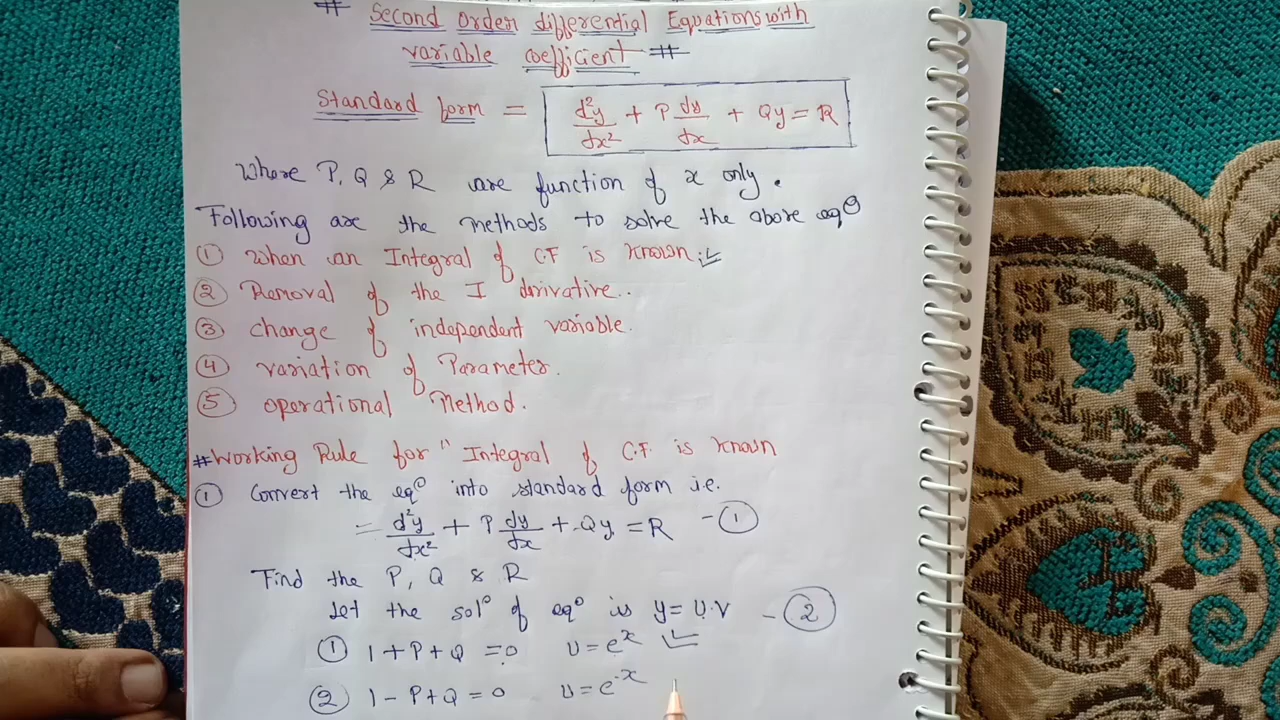 # Second Order differential Equations with
variable coefficient #
Standard form = d²y/dx² + P dy/dx + Qy = R
Where P, Q & R are function of x only.
Following are the methods to solve the above eqⁿ
① When an Integral of C.F is known.
② Removal of the I derivative..
③ change of independent variable.
④ variation of Parameter.
⑤ operational Method.
# Working Rule for " Integral of C.F. is known
① Convert the eqⁿ into standard form i.e.
= d²y/dx² + P dy/dx + Qy = R - ①
Find the P, Q & R
Let the solⁿ of eqⁿ is y = U.V - ②
① 1 + P + Q = 0 U = e^x
② 1 - P + Q = 0 U = e^-x